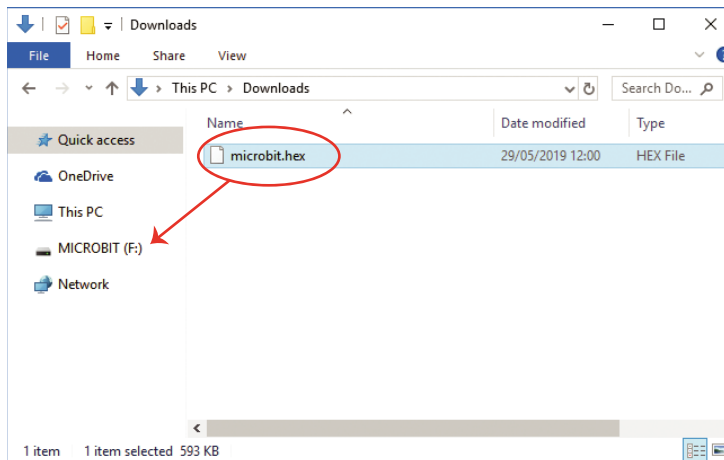 Downloads
File Home Share View
This PC Downloads Search Do...
Name Date modified Type
Quick access
microbit.hex 29/05/2019 12:00 HEX File
OneDrive
This PC
MICROBIT (F:)
Network
1 item 1 item selected 593 KB